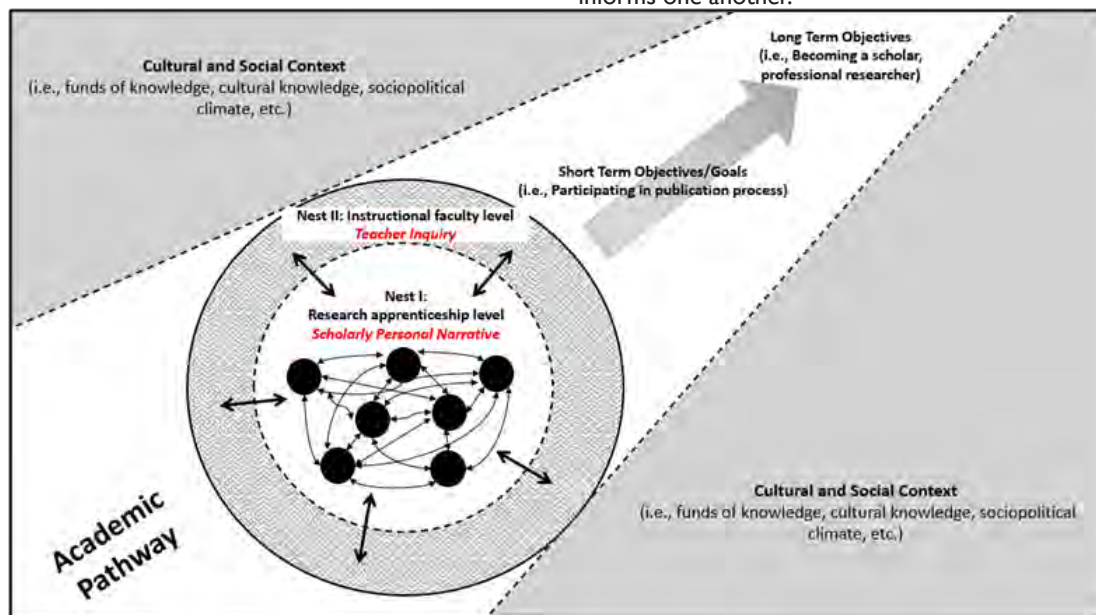 informs one another.
Long Term Objectives
(i.e., Becoming a scholar,
professional researcher)
Cultural and Social Context
(i.e., funds of knowledge, cultural knowledge, sociopolitical
climate, etc.)
Short Term Objectives/Goals
(i.e., Participating in publication process)
Nest II: Instructional faculty level
Teacher Inquiry
Nest I:
Research apprenticeship level
Scholarly Personal Narrative
Cultural and Social Context
(i.e., funds of knowledge, cultural knowledge, sociopolitical
climate, etc.)
Academic
Pathway